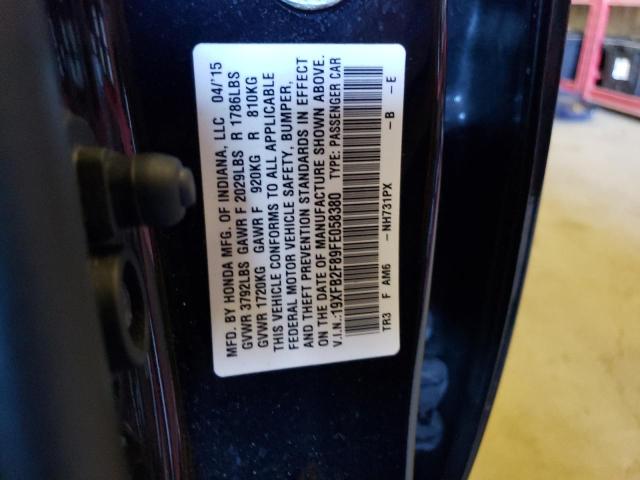 MFD. BY HONDA MFG. OF INDIANA, LLC 04/'15
GVWR 3792LBS GAWR F 2029LBS R 1786LBS
GVWR 1720KG GAWR F 920KG R 810KG
THIS VEHICLE CONFORMS TO ALL APPLICABLE
FEDERAL MOTOR VEHICLE SAFETY, BUMPER,
AND THEFT PREVENTION STANDARDS IN EFFECT
ON THE DATE OF MANUFACTURE SHOWN ABOVE.
V.I.N.:19XFB2F89FE058380 TYPE: PASSENGER CAR
TR3 F AM6 -NH731PX -B -E